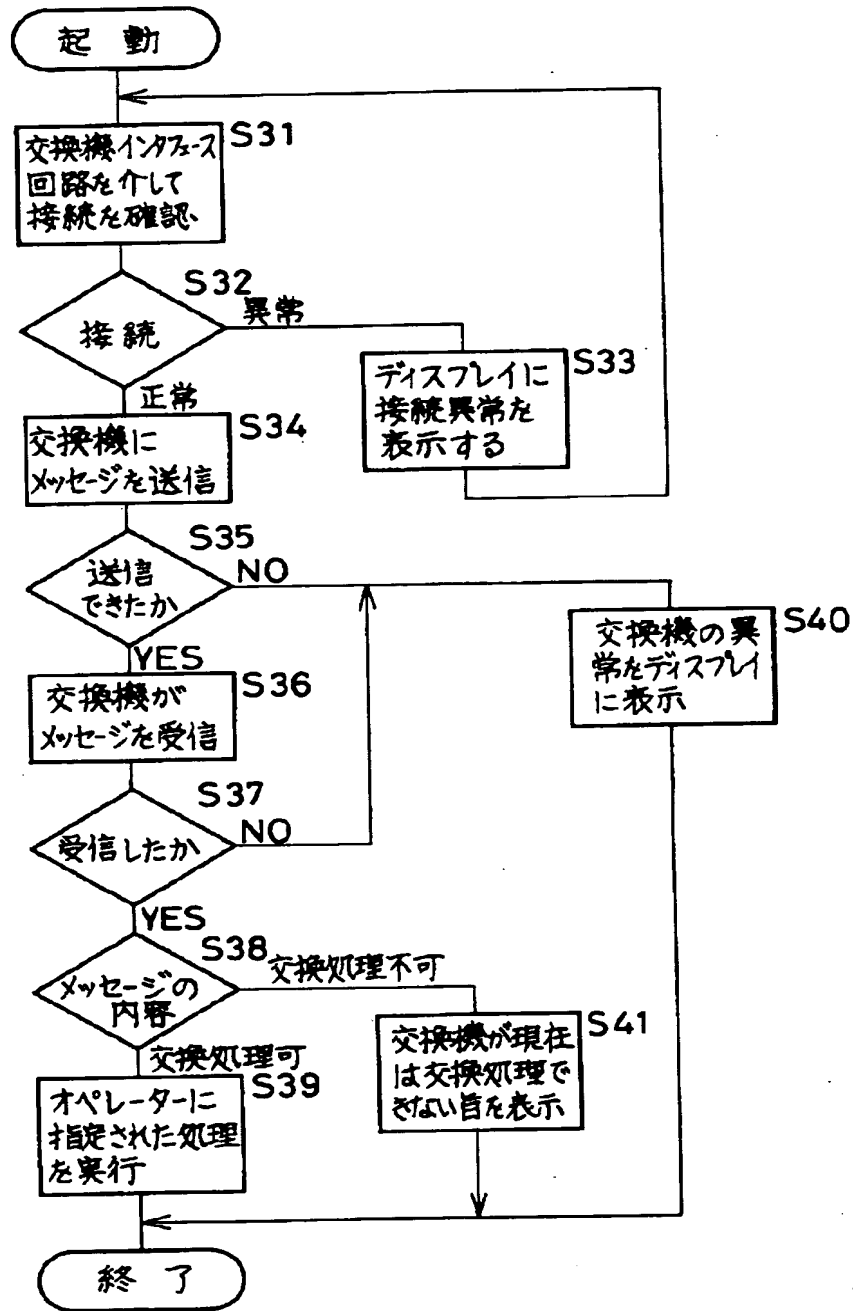 起動
交換機インタフェース
回路を介して
接続を確認
S31
接続
S32
異常
正常
ディスプレイに
接続異常を
表示する
S33
交換機に
メッセージを送信
S34
送信
できたか
S35
NO
YES
交換機の異
常をディスプレイ
に表示
S40
交換機が
メッセージを受信
S36
受信したか
S37
NO
YES
メッセージの
内容
S38
交換処理不可
交換処理可
交換機が現在
は交換処理で
きない旨を表示
S41
オペレーターに
指定された処理
を実行
S39
終了